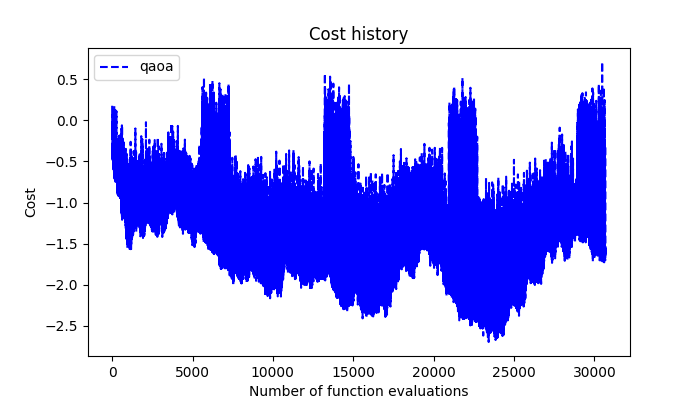 Cost history
qaoa
0.5
0.0
−0.5
−1.0
−1.5
−2.0
−2.5
Cost
0 5000 10000 15000 20000 25000 30000
Number of function evaluations